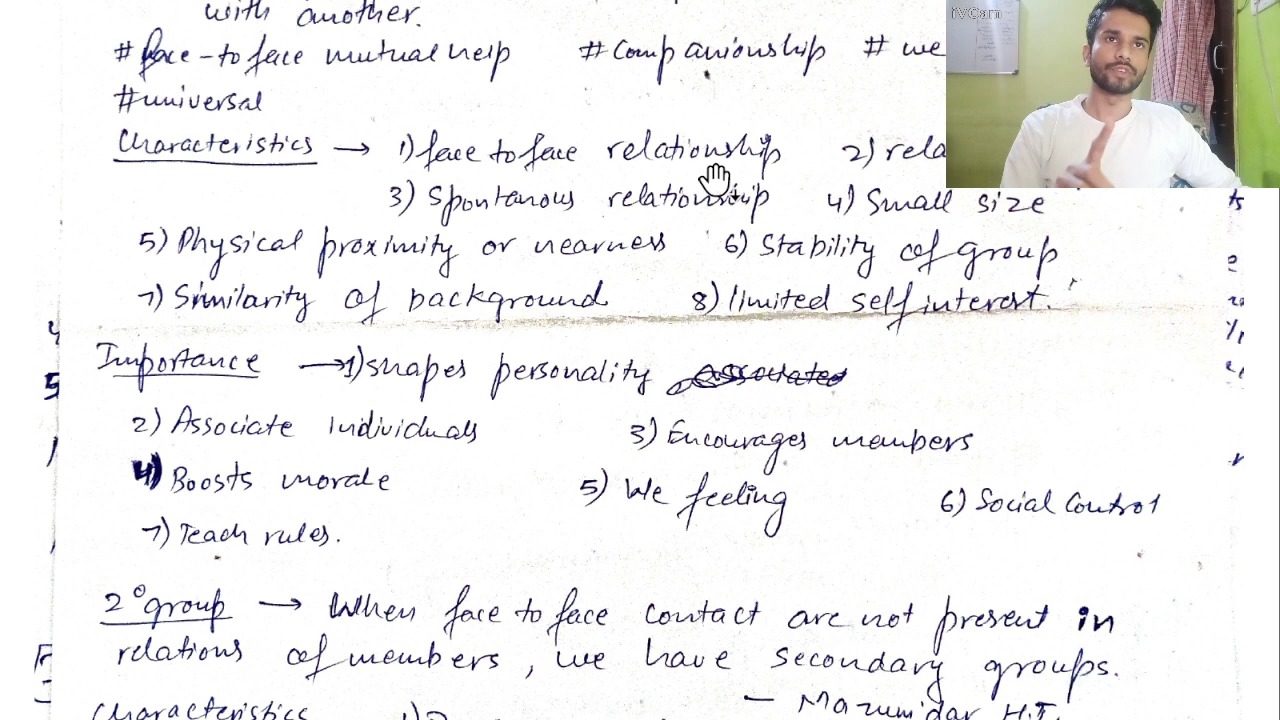 with another.
# face-to face mutual help # Companionship # we
#universal
Characteristics → 1) face to face relationship 2) rela
3) Spontanous relationship 4) Small size
5) Physical proximity or nearness 6) Stability of group
7) Similarity of background 8) limited self interest.
Importance → 1) shapes personality
2) Associate individuals 3) Encourages members
4) Boosts morale 5) We feeling 6) Social Control
7) Teach rules.
2° group → When face to face contact are not present in
relations of members, we have secondary groups.
— Mazumidar H.T.
Characteristics
iVCam